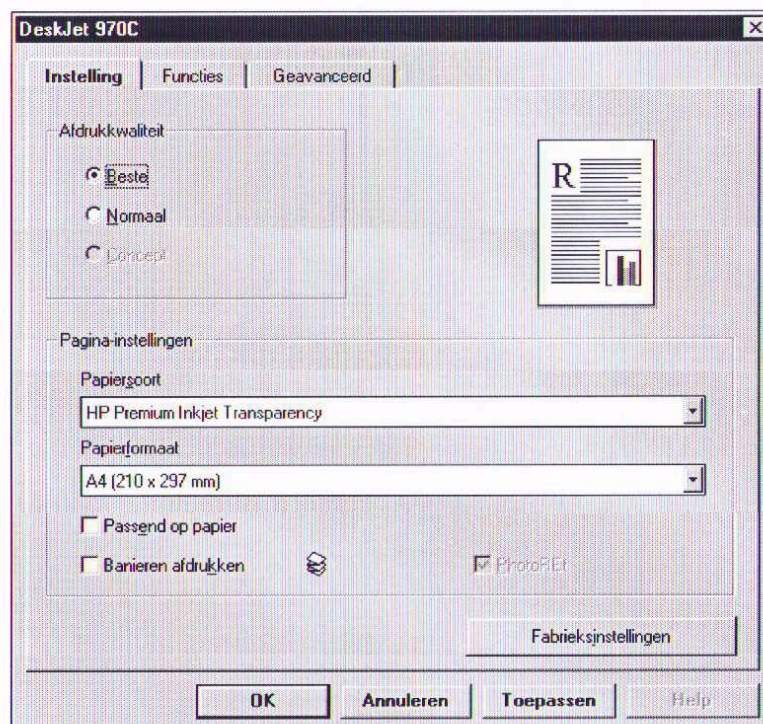 DeskJet 970C
Instelling Functies Geavanceerd
Afdrukkwaliteit
Beste
Normaal
Concept
R
Pagina-instellingen
Papiersoort
HP Premium Inkjet Transparency
Papierformaat
A4 (210 x 297 mm)
Passend op papier
Banieren afdrukken PhotoREt
Fabrieksinstellingen
OK Annuleren Toepassen Help